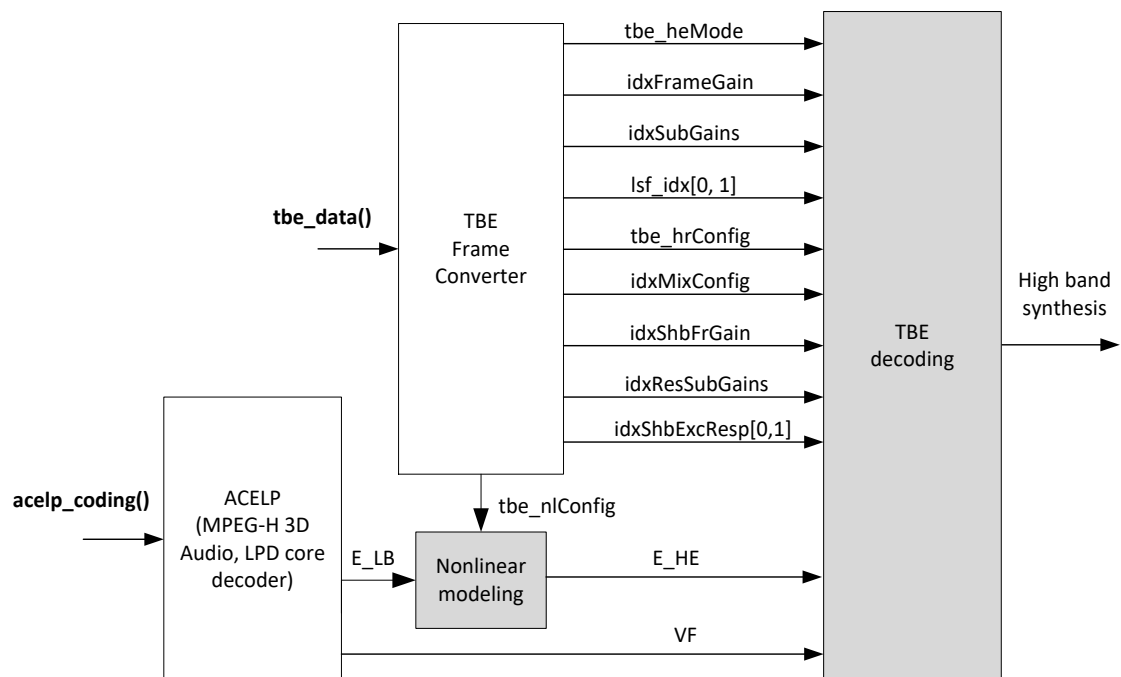 tbe_heMode
idxFrameGain
idxSubGains
lsf_idx[0, 1]
tbe_data()
TBE
Frame
Converter
tbe_hrConfig
idxMixConfig
idxShbFrGain
idxResSubGains
idxShbExcResp[0,1]
TBE
decoding
High band
synthesis
acelp_coding()
ACELP
(MPEG-H 3D
Audio, LPD core
decoder)
tbe_nlConfig
E_LB
Nonlinear
modeling
E_HE
VF